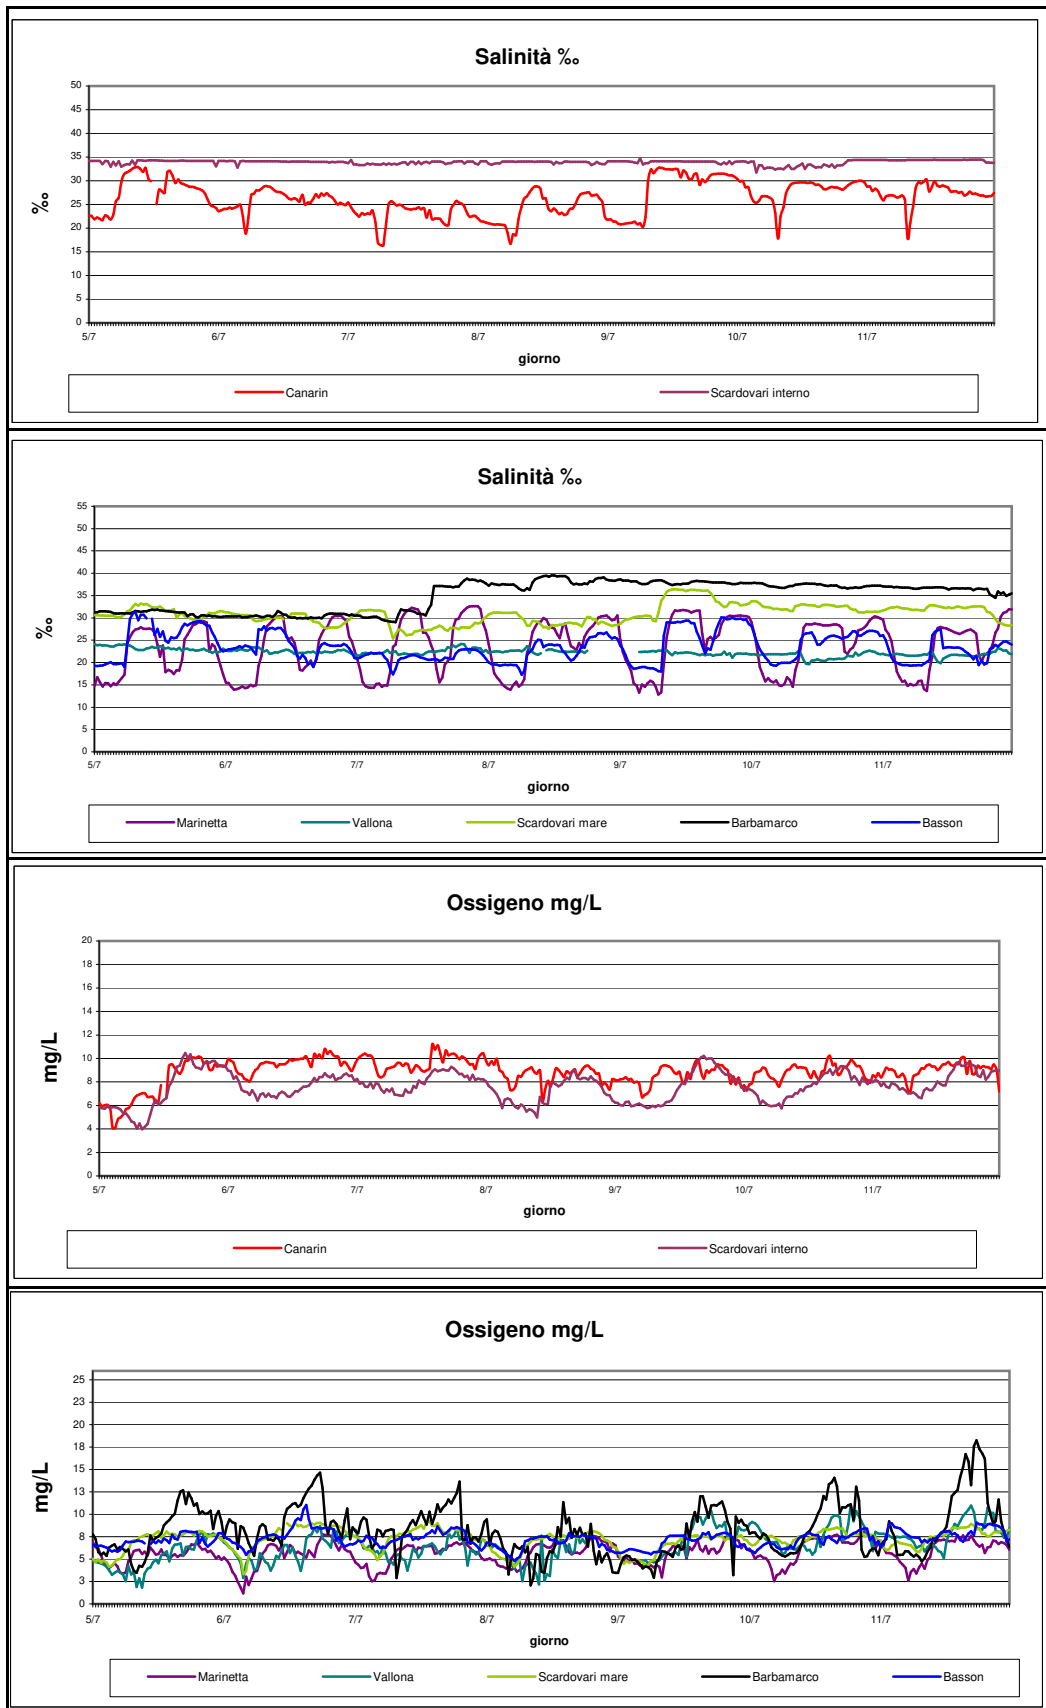 Salinità ‰
50
45
40
35
30
25
20
15
10
5
0
‰
5/7 6/7 7/7 8/7 9/7 10/7 11/7
giorno
Canarin Scardovari interno
Salinità ‰
55
50
45
40
35
30
25
20
15
10
5
0
‰
5/7 6/7 7/7 8/7 9/7 10/7 11/7
giorno
Marinetta Vallona Scardovari mare Barbamarco Basson
Ossigeno mg/L
20
18
16
14
12
10
8
6
4
2
0
mg/L
5/7 6/7 7/7 8/7 9/7 10/7 11/7
giorno
Canarin Scardovari interno
Ossigeno mg/L
25
23
20
18
15
13
10
8
5
3
0
mg/L
5/7 6/7 7/7 8/7 9/7 10/7 11/7
giorno
Marinetta Vallona Scardovari mare Barbamarco Basson